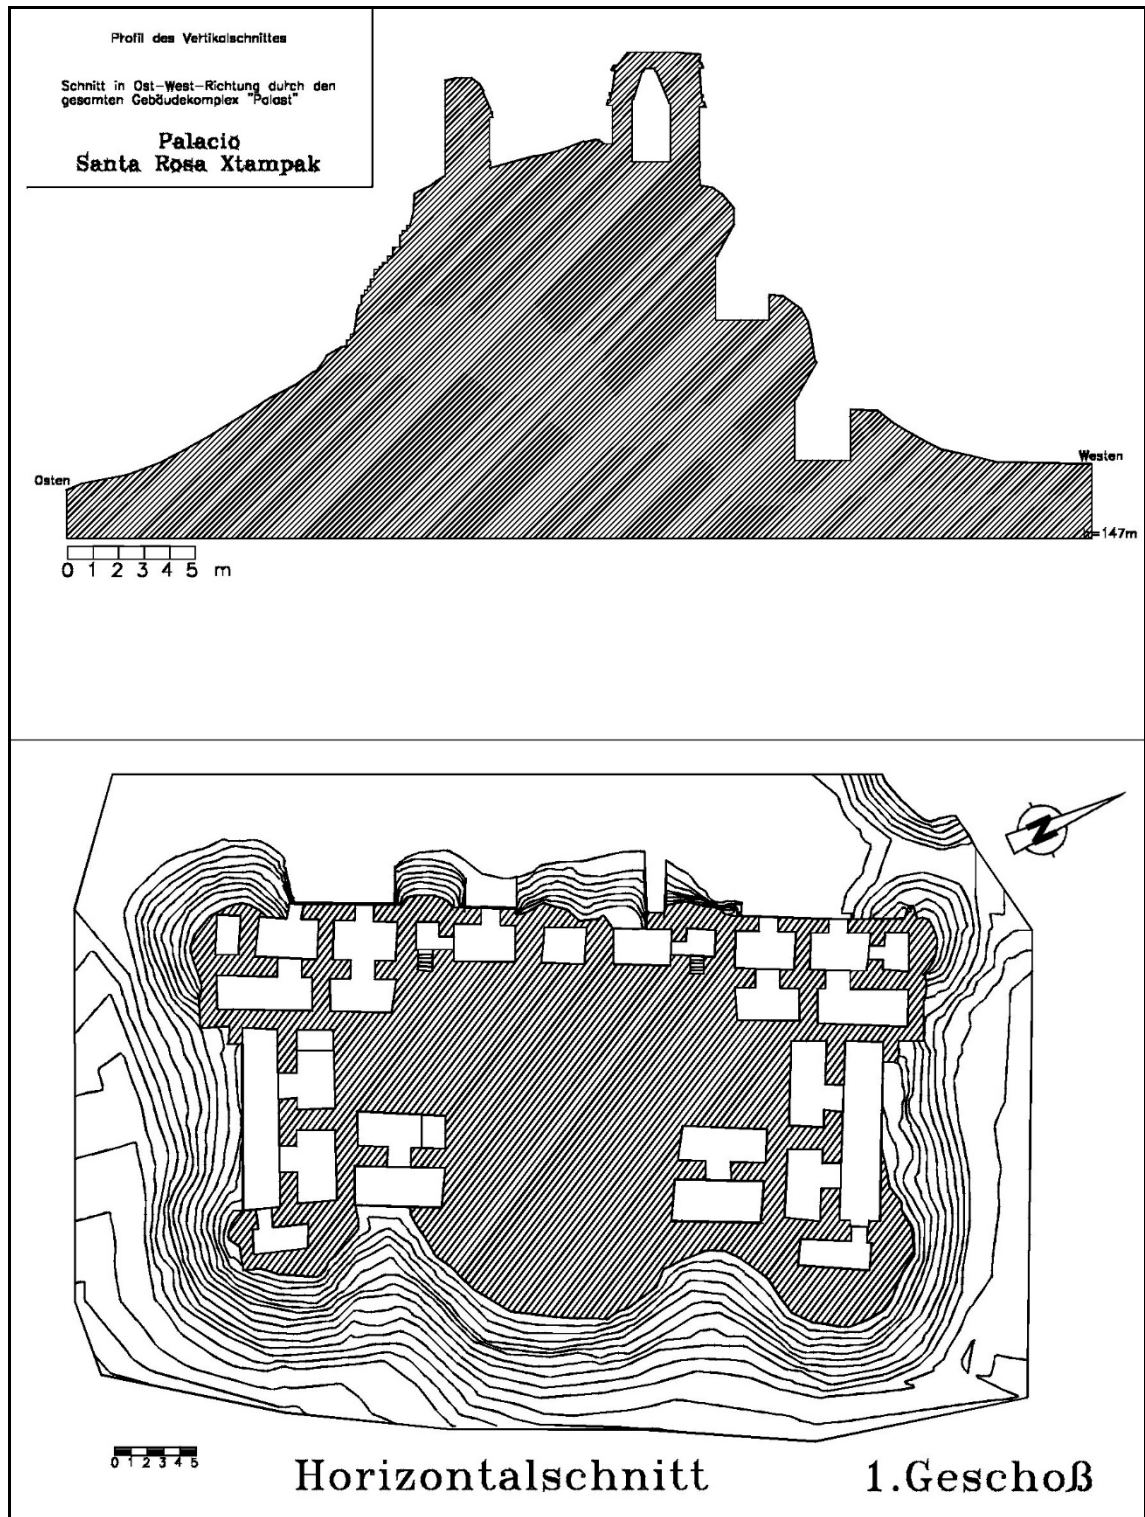 Profil des Vertikalschnittes
Schnitt in Ost-West-Richtung durch den
gesamten Gebäudekomplex "Palast"
Palacio
Santa Rosa Xtampak
Osten
Westen
h=147m
0 1 2 3 4 5 m
N
0 1 2 3 4 5
Horizontalschnitt 1.Geschoß